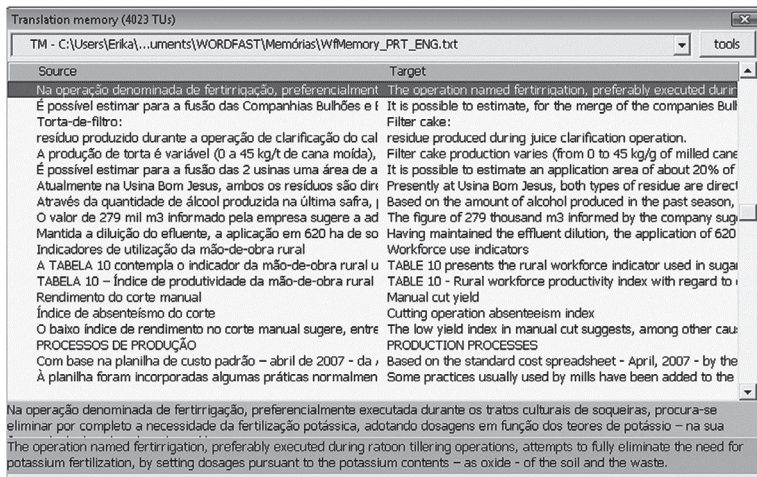 Translation memory (4023 TUs)
TM - C:\Users\Erika\...uments\WORDFAST\Memórias\WfMemory_PRT_ENG.txt tools
Source Target
Na operação denominada de fertirrigação, preferencialment The operation named fertirrigation, preferably executed durin
É possível estimar para a fusão das Companhias Bulhões e E It is possible to estimate, for the merge of the companies Bul
Torta-de-filtro: Filter cake:
resíduo produzido durante a operação de clarificação do cal residue produced during juice clarification operation.
A produção de torta é variável (0 a 45 kg/t de cana moída), Filter cake production varies (from 0 to 45 kg/g of milled cane
É possível estimar para a fusão das 2 usinas uma área de a It is possible to estimate an application area of about 20% of
Atualmente na Usina Bom Jesus, ambos os resíduos são dire Presently at Usina Bom Jesus, both types of residue are direct
Através da quantidade de álcool produzida na última safra, Based on the amount of alcohol produced in the past season,
O valor de 279 mil m3 informado pela empresa sugere a ad The figure of 279 thousand m3 informed by the company sug
Mantida a diluição do efluente, a aplicação em 620 ha de so Having maintained the effluent dilution, the application of 620
Indicadores de utilização da mão-de-obra rural Workforce use indicators
A TABELA 10 contempla o indicador da mão-de-obra rural u TABLE 10 presents the rural workforce indicator used in sugar
TABELA 10 – Índice de produtividade da mão-de-obra rural TABLE 10 - Rural workforce productivity index with regard to
Rendimento do corte manual Manual cut yield
Índice de absenteísmo do corte Cutting operation absenteeism index
O baixo índice de rendimento no corte manual sugere, entre The low yield index in manual cut suggests, among other cau
PROCESSOS DE PRODUÇÃO PRODUCTION PROCESSES
Com base na planilha de custo padrão – abril de 2007 - da Based on the standard cost spreadsheet - April, 2007 - by the
À planilha foram incorporadas algumas práticas normalmen Some practices usually used by mills have been added to the
Na operação denominada de fertirrigação, preferencialmente executada durante os tratos culturais de soqueiras, procura-se
eliminar por completo a necessidade da fertilização potássica, adotando dosagens em função dos teores de potássio – na sua
The operation named fertirrigation, preferably executed during ratoon tillering operations, attempts to fully eliminate the need for
potassium fertilization, by setting dosages pursuant to the potassium contents – as oxide - of the soil and the waste.